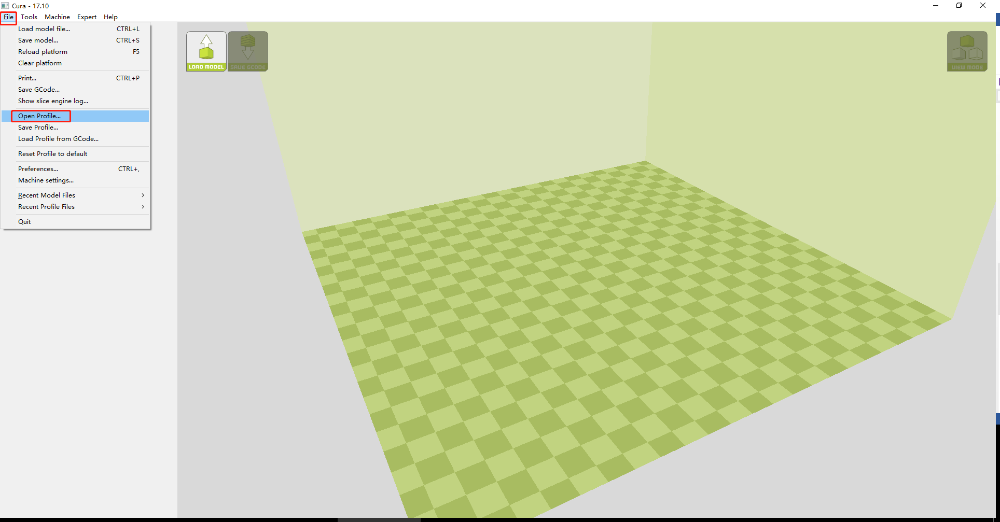 Cura - 17.10
File Tools Machine Expert Help
Load model file... CTRL+L
Save model... CTRL+S
Reload platform F5
Clear platform
Print... CTRL+P
Save GCode...
Show slice engine log...
Open Profile...
Save Profile...
Load Profile from GCode...
Reset Profile to default
Preferences... CTRL+,
Machine settings...
Recent Model Files
Recent Profile Files
Quit
LOAD MODEL
SAVE GCODE
VIEW MODE